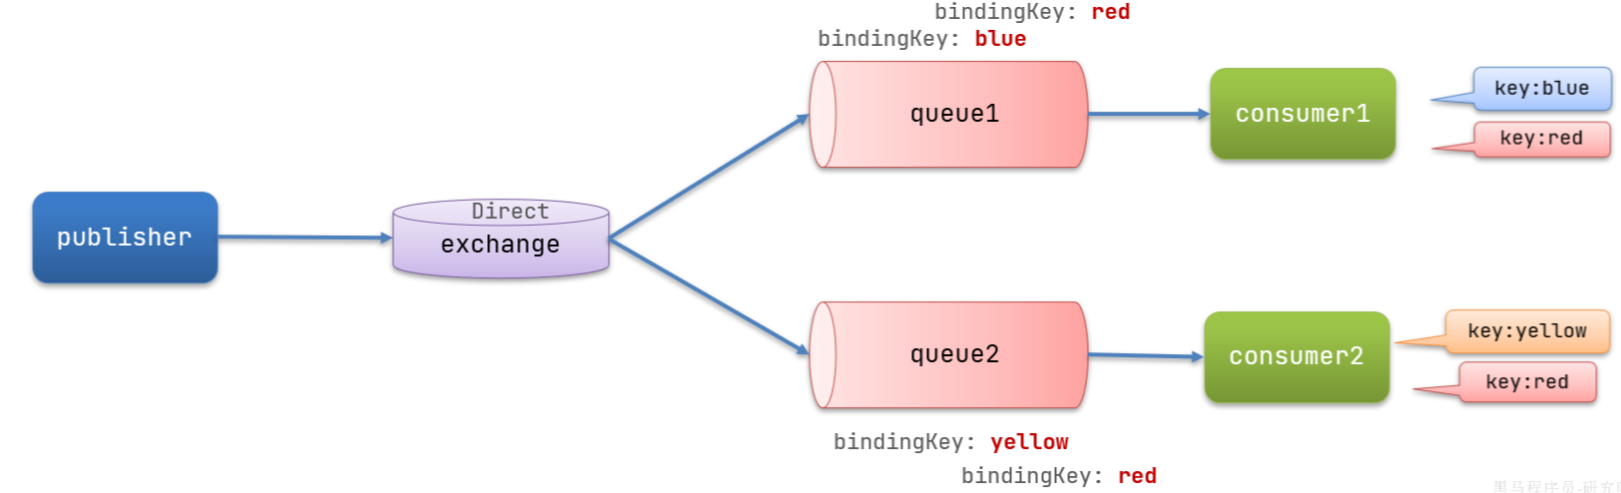 bindingKey: red
bindingKey: blue
queue1
consumer1
key:blue
key:red
publisher
Direct
exchange
queue2
consumer2
key:yellow
key:red
bindingKey: yellow
bindingKey: red
黑马程序员-研究院